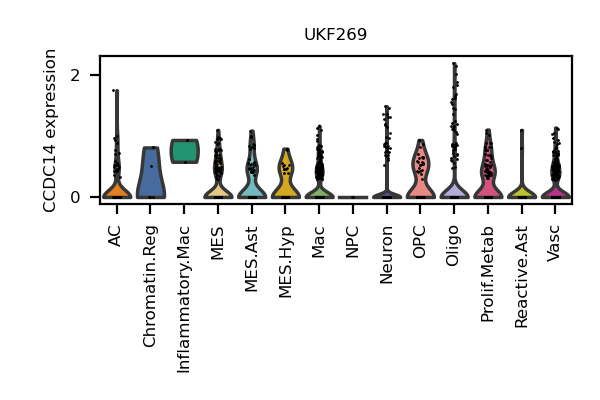 UKF269
CCDC14 expression
2
0
AC
Chromatin.Reg
Inflammatory.Mac
MES
MES.Ast
MES.Hyp
Mac
NPC
Neuron
OPC
Oligo
Prolif.Metab
Reactive.Ast
Vasc